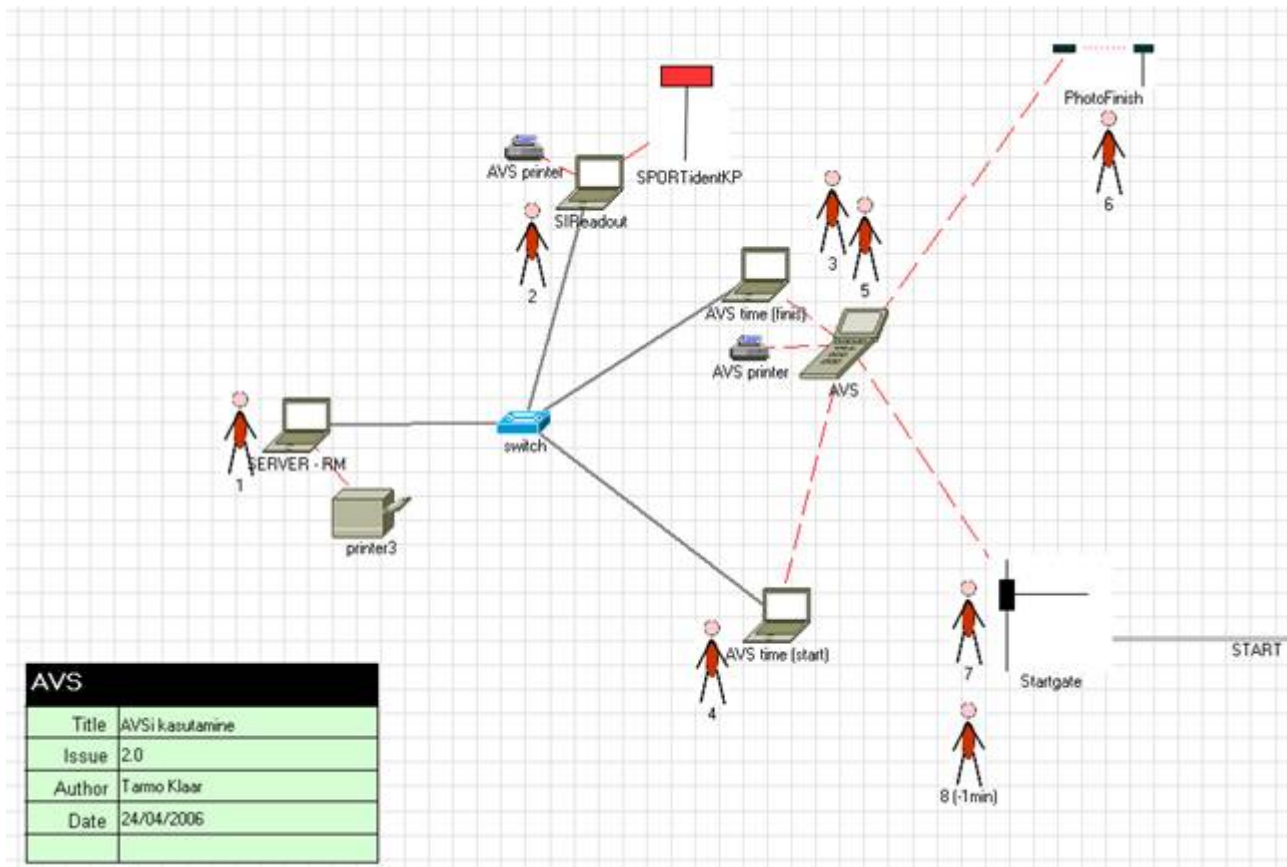 PhotoFinish
6
AVS printer
SPORTidentKP
SIReadout
2
3
5
AVS time (finis)
AVS printer
AVS
1
SERVER - RM
switch
printer3
4
AVS time (start)
7
Startgate
START
8 (-1min)
AVS
Title AVSi kasutamine
Issue 2.0
Author Tarmo Klaar
Date 24/04/2006